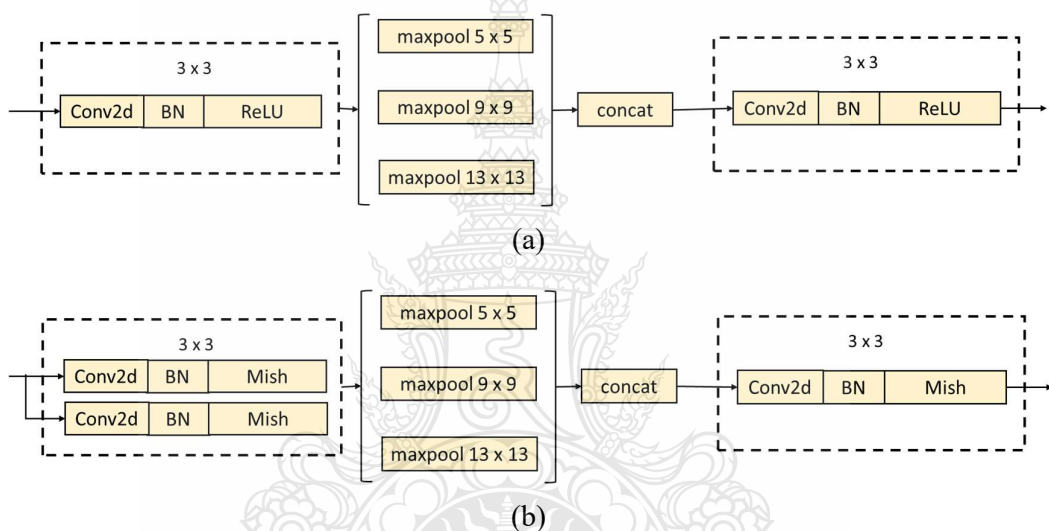 3 x 3
Conv2d BN ReLU
maxpool 5 x 5
maxpool 9 x 9
maxpool 13 x 13
concat
3 x 3
Conv2d BN ReLU
(a)
3 x 3
Conv2d BN Mish
Conv2d BN Mish
maxpool 5 x 5
maxpool 9 x 9
maxpool 13 x 13
concat
3 x 3
Conv2d BN Mish
(b)